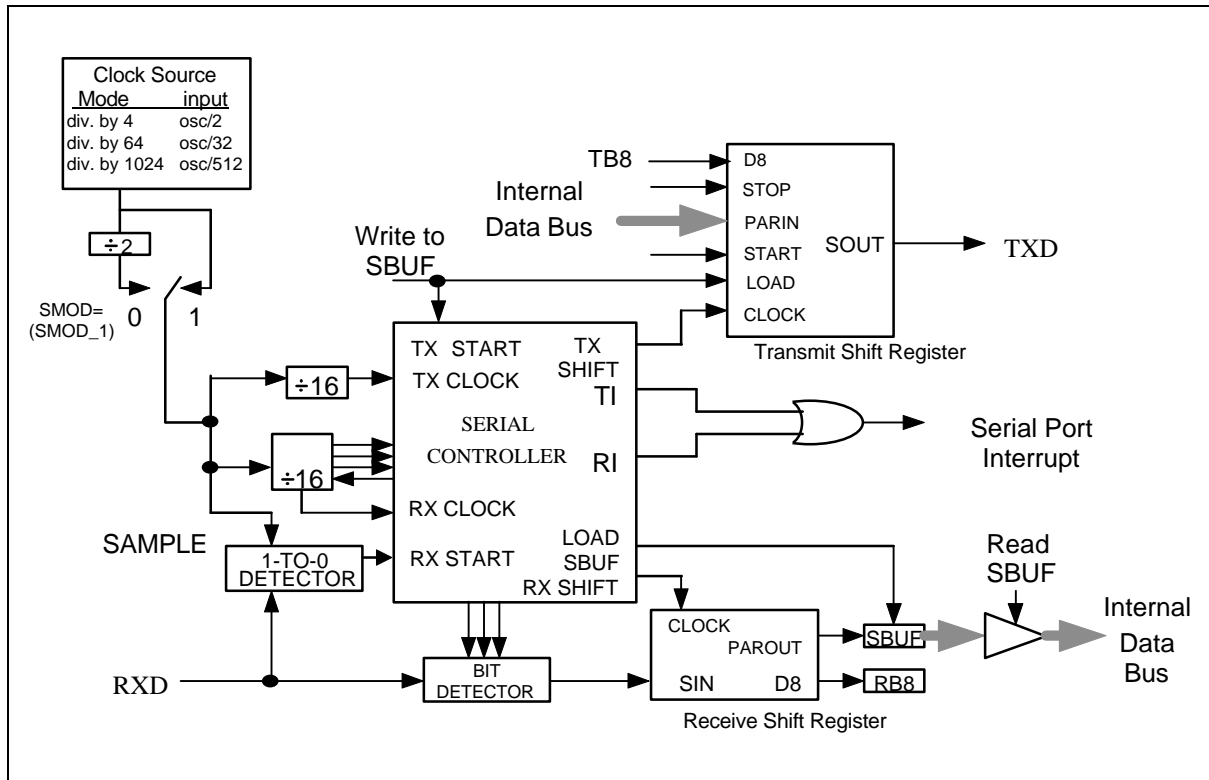 Clock Source
Mode input
div. by 4 osc/2
div. by 64 osc/32
div. by 1024 osc/512
÷2
SMOD=
(SMOD_1)
0 1
Write to
SBUF
TB8
Internal
Data Bus
D8
STOP
PARIN
START
LOAD
CLOCK
SOUT
TXD
Transmit Shift Register
÷16
÷16
TX START
TX CLOCK
SERIAL
CONTROLLER
RX CLOCK
RX START
TX
SHIFT
TI
RI
LOAD
SBUF
RX SHIFT
Serial Port
Interrupt
SAMPLE
1-TO-0
DETECTOR
RXD
BIT
DETECTOR
CLOCK
PAROUT
SIN D8
Receive Shift Register
SBUF
RB8
Read
SBUF
Internal
Data
Bus